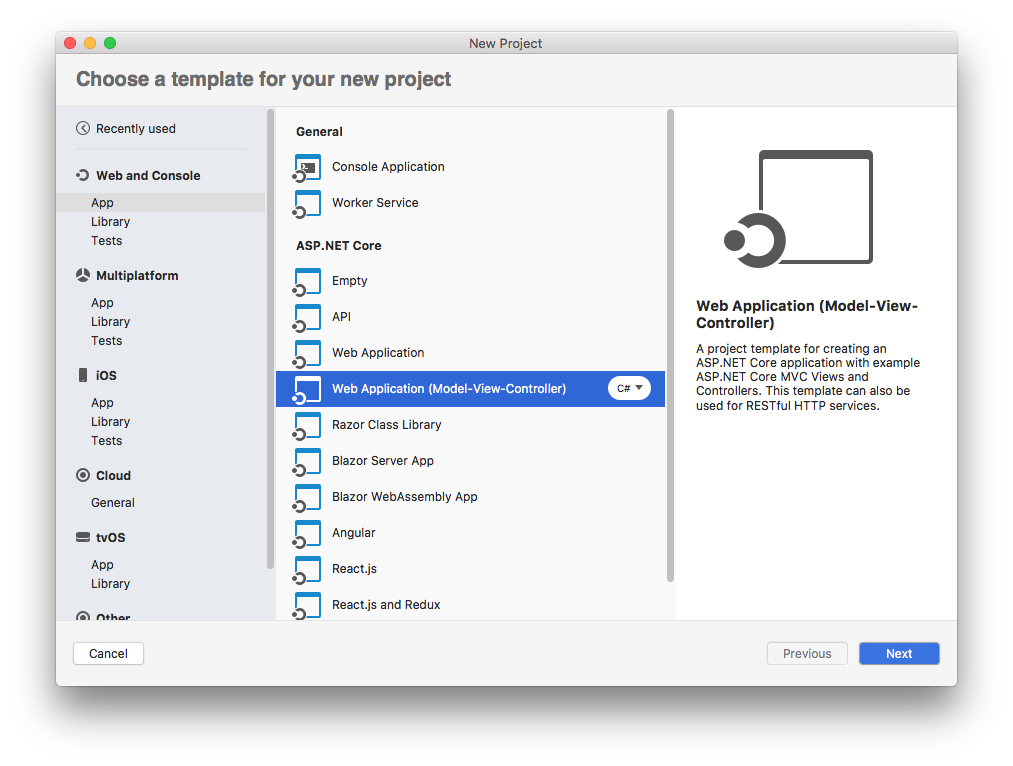 New Project
Choose a template for your new project
Recently used
Web and Console
App
Library
Tests
Multiplatform
App
Library
Tests
iOS
App
Library
Tests
Cloud
General
tvOS
App
Library
Other
General
Console Application
Worker Service
ASP.NET Core
Empty
API
Web Application
Web Application (Model-View-Controller) C#
Razor Class Library
Blazor Server App
Blazor WebAssembly App
Angular
React.js
React.js and Redux
Web Application (Model-View-
Controller)
A project template for creating an
ASP.NET Core application with example
ASP.NET Core MVC Views and
Controllers. This template can also be
used for RESTful HTTP services.
Cancel
Previous
Next